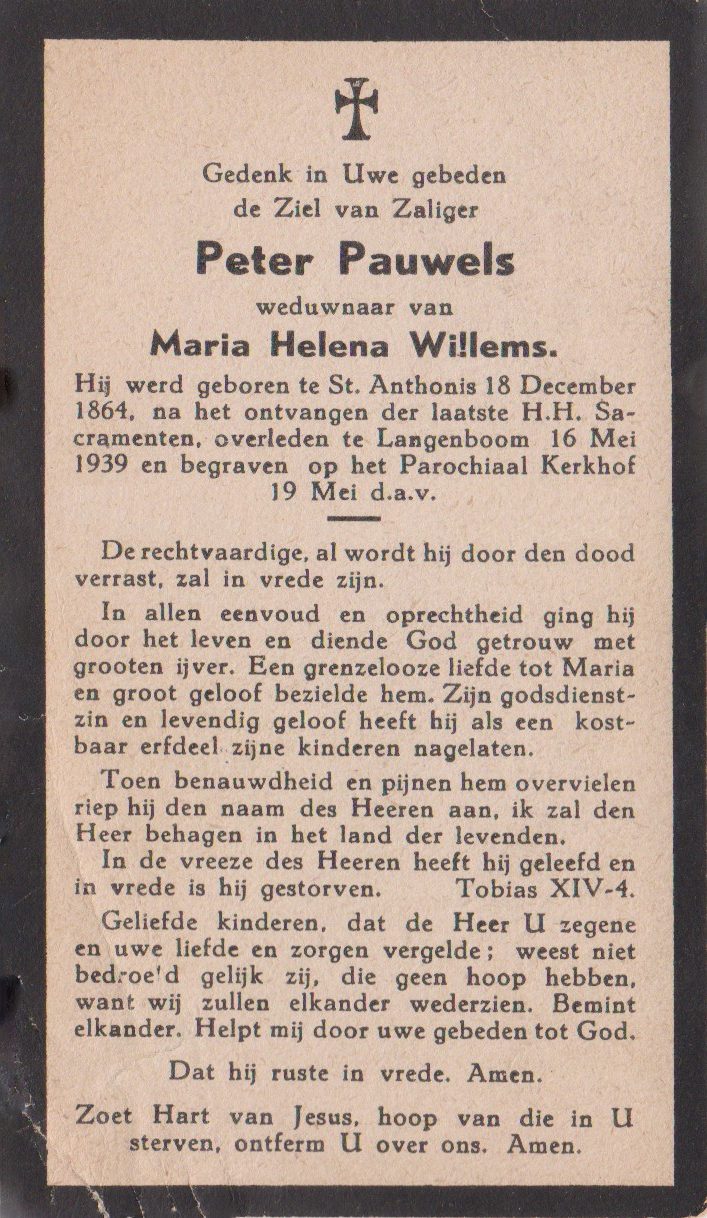 Gedenk in Uwe gebeden
de Ziel van Zaliger
Peter Pauwels
weduwnaar van
Maria Helena Willems.
Hij werd geboren te St. Anthonis 18 December
1864, na het ontvangen der laatste H.H. Sa-
cramenten, overleden te Langenboom 16 Mei
1939 en begraven op het Parochiaal Kerkhof
19 Mei d.a.v.
De rechtvaardige, al wordt hij door den dood
verrast, zal in vrede zijn.
In allen eenvoud en oprechtheid ging hij
door het leven en diende God getrouw met
grooten ijver. Een grenzelooze liefde tot Maria
en groot geloof bezielde hem. Zijn godsdienst-
zin en levendig geloof heeft hij als een kost-
baar erfdeel zijne kinderen nagelaten.
Toen benauwdheid en pijnen hem overvielen
riep hij den naam des Heeren aan, ik zal den
Heer behagen in het land der levenden.
In de vreeze des Heeren heeft hij geleefd en
in vrede is hij gestorven. Tobias XIV-4.
Geliefde kinderen, dat de Heer U zegene
en uwe liefde en zorgen vergelde; weest niet
bedroe'd gelijk zij, die geen hoop hebben,
want wij zullen elkander wederzien. Bemint
elkander. Helpt mij door uwe gebeden tot God.
Dat hij ruste in vrede. Amen.
Zoet Hart van Jesus, hoop van die in U
sterven, ontferm U over ons. Amen.